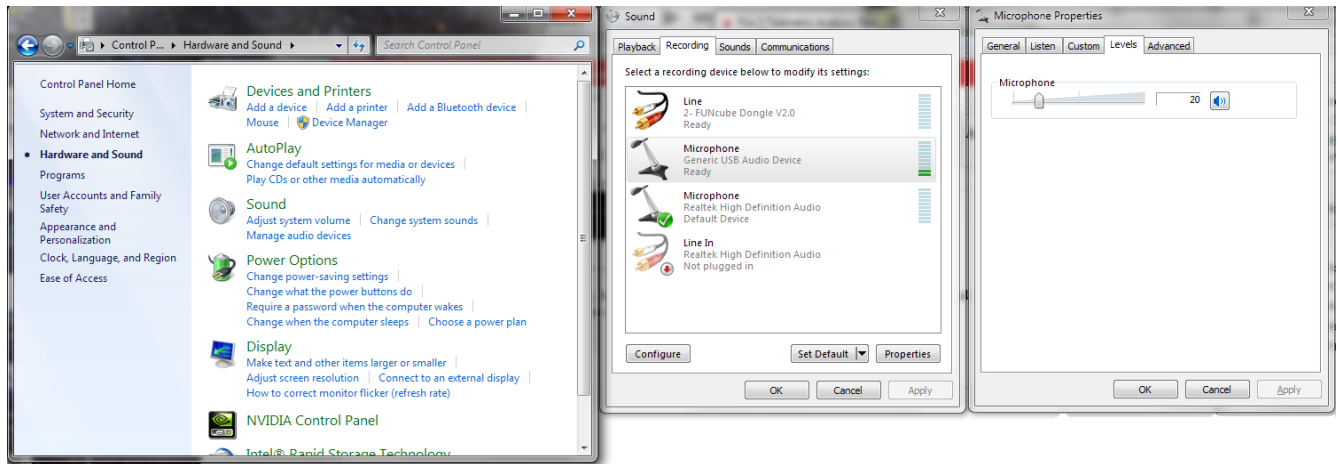 Control P... ▸ Hardware and Sound ▸
Search Control Panel
Control Panel Home
System and Security
Network and Internet
Hardware and Sound
Programs
User Accounts and Family
Safety
Appearance and
Personalization
Clock, Language, and Region
Ease of Access
Devices and Printers
Add a device
Add a printer
Add a Bluetooth device
Mouse
Device Manager
AutoPlay
Change default settings for media or devices
Play CDs or other media automatically
Sound
Adjust system volume
Change system sounds
Manage audio devices
Power Options
Change power-saving settings
Change what the power buttons do
Require a password when the computer wakes
Change when the computer sleeps
Choose a power plan
Display
Make text and other items larger or smaller
Adjust screen resolution
Connect to an external display
How to correct monitor flicker (refresh rate)
NVIDIA Control Panel
Intel® Rapid Storage Technology
Sound
Playback
Recording
Sounds
Communications
Select a recording device below to modify its settings:
Line
2- FUNcube Dongle V2.0
Ready
Microphone
Generic USB Audio Device
Ready
Microphone
Realtek High Definition Audio
Default Device
Line In
Realtek High Definition Audio
Not plugged in
Configure
Set Default
Properties
OK
Cancel
Apply
Microphone Properties
General
Listen
Custom
Levels
Advanced
Microphone
20
OK
Cancel
Apply